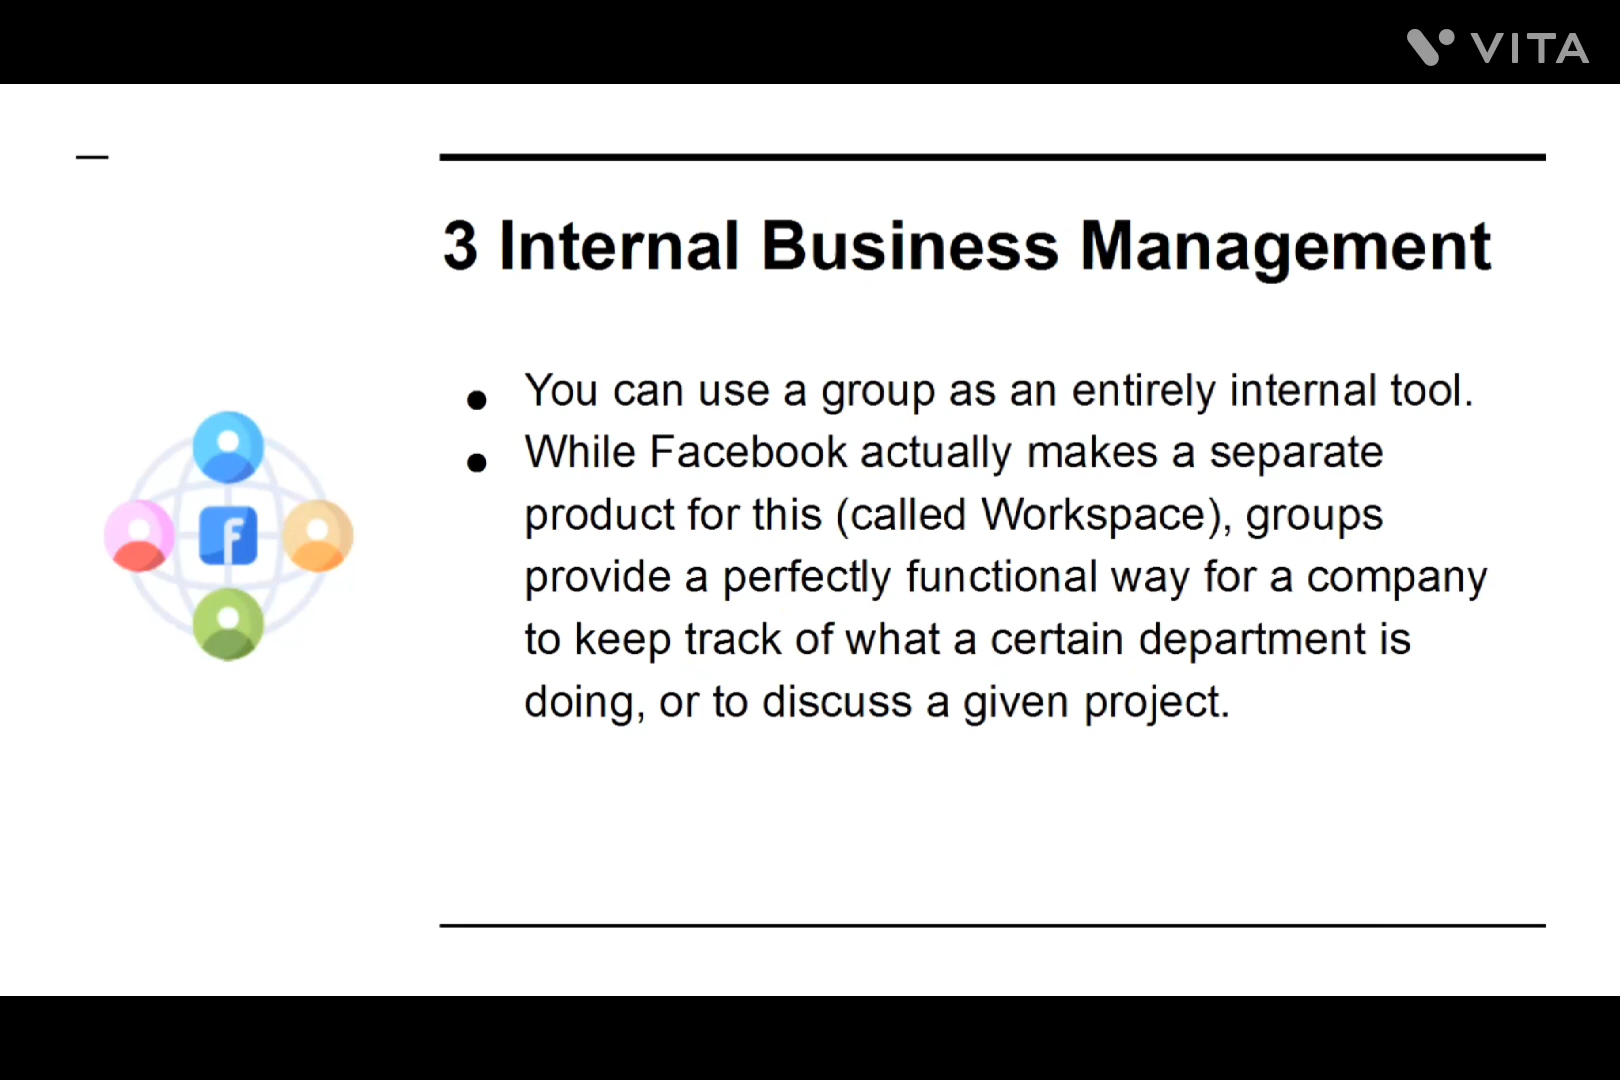 VITA
3 Internal Business Management
● You can use a group as an entirely internal tool.
● While Facebook actually makes a separate
product for this (called Workspace), groups
provide a perfectly functional way for a company
to keep track of what a certain department is
doing, or to discuss a given project.
f